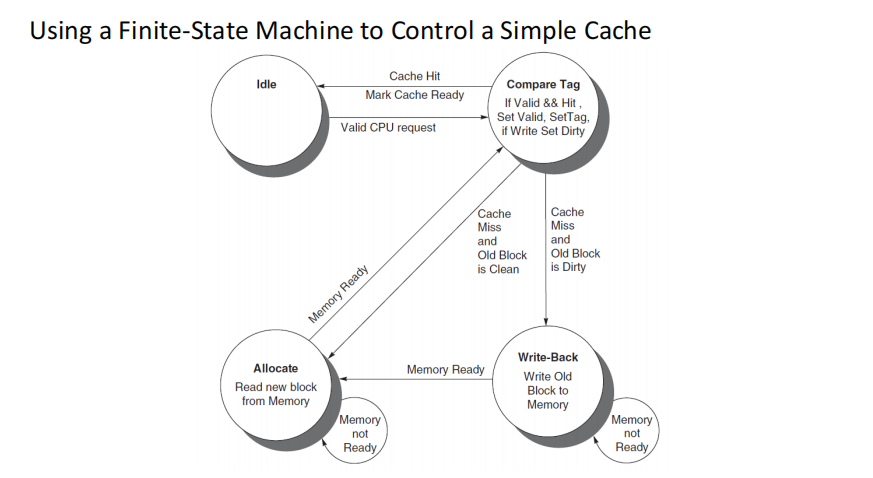 Using a Finite-State Machine to Control a Simple Cache
Idle
Cache Hit
Mark Cache Ready
Valid CPU request
Compare Tag
If Valid && Hit ,
Set Valid, SetTag,
if Write Set Dirty
Cache
Miss
and
Old Block
is Clean
Cache
Miss
and
Old Block
is Dirty
Memory Ready
Allocate
Read new block
from Memory
Memory
not
Ready
Memory Ready
Write-Back
Write Old
Block to
Memory
Memory
not
Ready